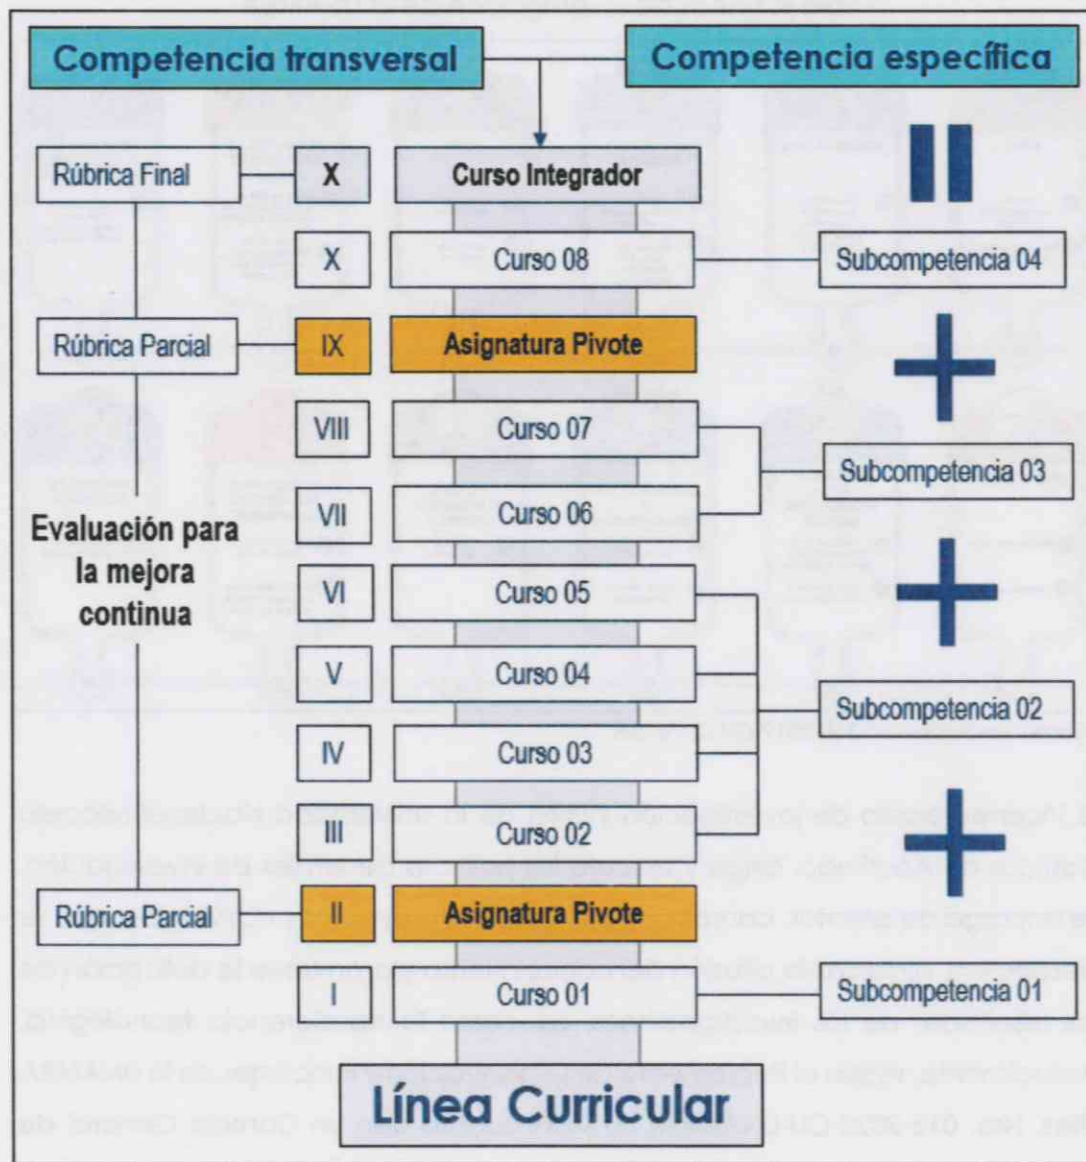 Competencia transversal
Competencia específica
Rúbrica Final
X
Curso Integrador
X
Curso 08
Subcompetencia 04
Rúbrica Parcial
IX
Asignatura Pivote
VIII
Curso 07
Subcompetencia 03
VII
Curso 06
Evaluación para
la mejora
continua
VI
Curso 05
V
Curso 04
Subcompetencia 02
IV
Curso 03
III
Curso 02
Rúbrica Parcial
II
Asignatura Pivote
I
Curso 01
Subcompetencia 01
Línea Curricular